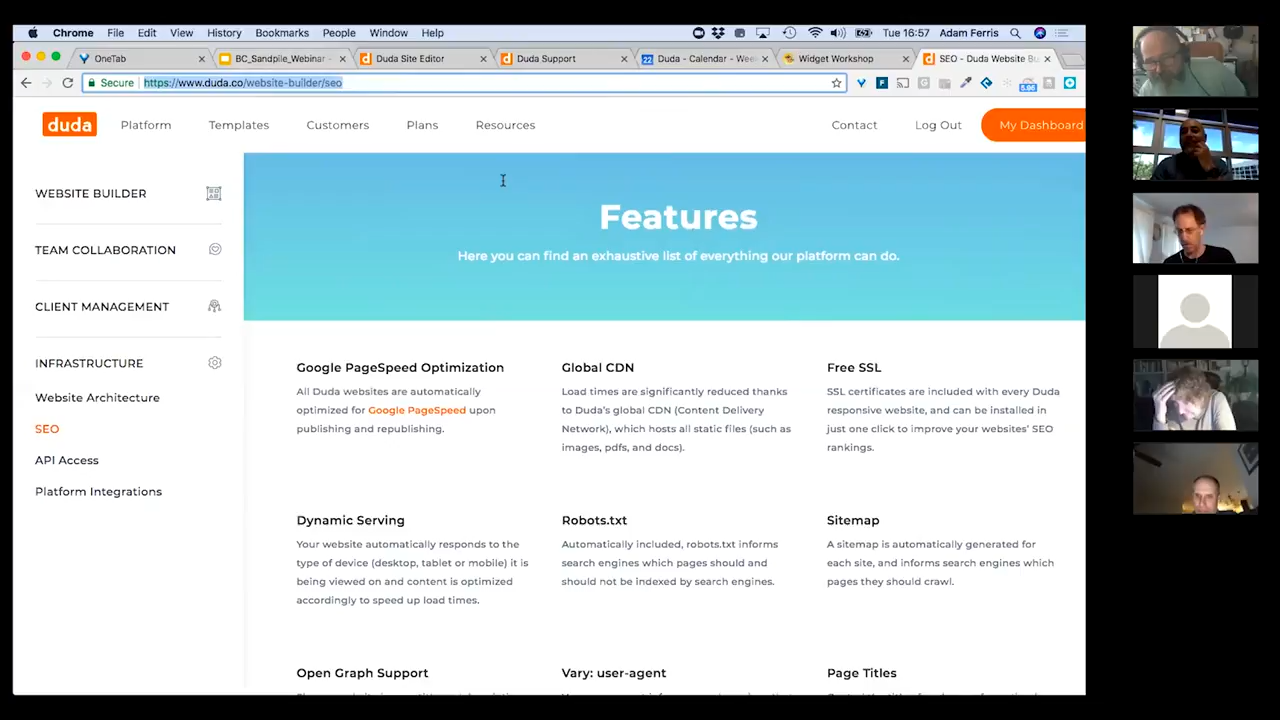 Chrome File Edit View History Bookmarks People Window Help Tue 16:57 Adam Ferris
OneTab BC_Sandpile_Webinar - Duda Site Editor Duda Support Duda - Calendar - Wee Widget Workshop SEO - Duda Website Bu
Secure https://www.duda.co/website-builder/seo 5.95
duda Platform Templates Customers Plans Resources Contact Log Out My Dashboard
WEBSITE BUILDER
TEAM COLLABORATION
CLIENT MANAGEMENT
INFRASTRUCTURE
Website Architecture
SEO
API Access
Platform Integrations
Features
Here you can find an exhaustive list of everything our platform can do.
Google PageSpeed Optimization
All Duda websites are automatically
optimized for Google PageSpeed upon
publishing and republishing.
Global CDN
Load times are significantly reduced thanks
to Duda's global CDN (Content Delivery
Network), which hosts all static files (such as
images, pdfs, and docs).
Free SSL
SSL certificates are included with every Duda
responsive website, and can be installed in
just one click to improve your websites' SEO
rankings.
Dynamic Serving
Your website automatically responds to the
type of device (desktop, tablet or mobile) it is
being viewed on and content is optimized
accordingly to speed up load times.
Robots.txt
Automatically included, robots.txt informs
search engines which pages should and
should not be indexed by search engines.
Sitemap
A sitemap is automatically generated for
each site, and informs search engines which
pages they should crawl.
Open Graph Support
Vary: user-agent
Page Titles